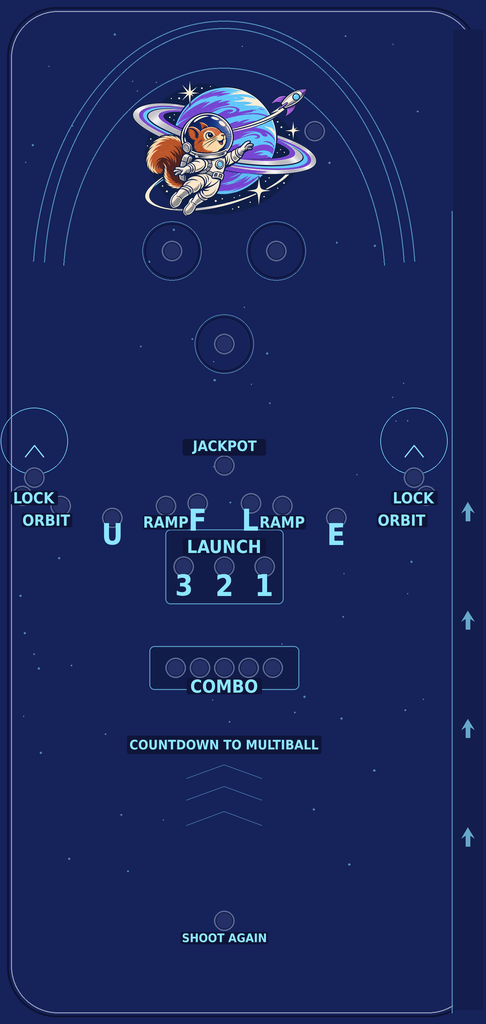 JACKPOT
LOCK
LOCK
ORBIT
U
RAMP
F
L
RAMP
E
ORBIT
LAUNCH
3 2 1
COMBO
COUNTDOWN TO MULTIBALL
SHOOT AGAIN